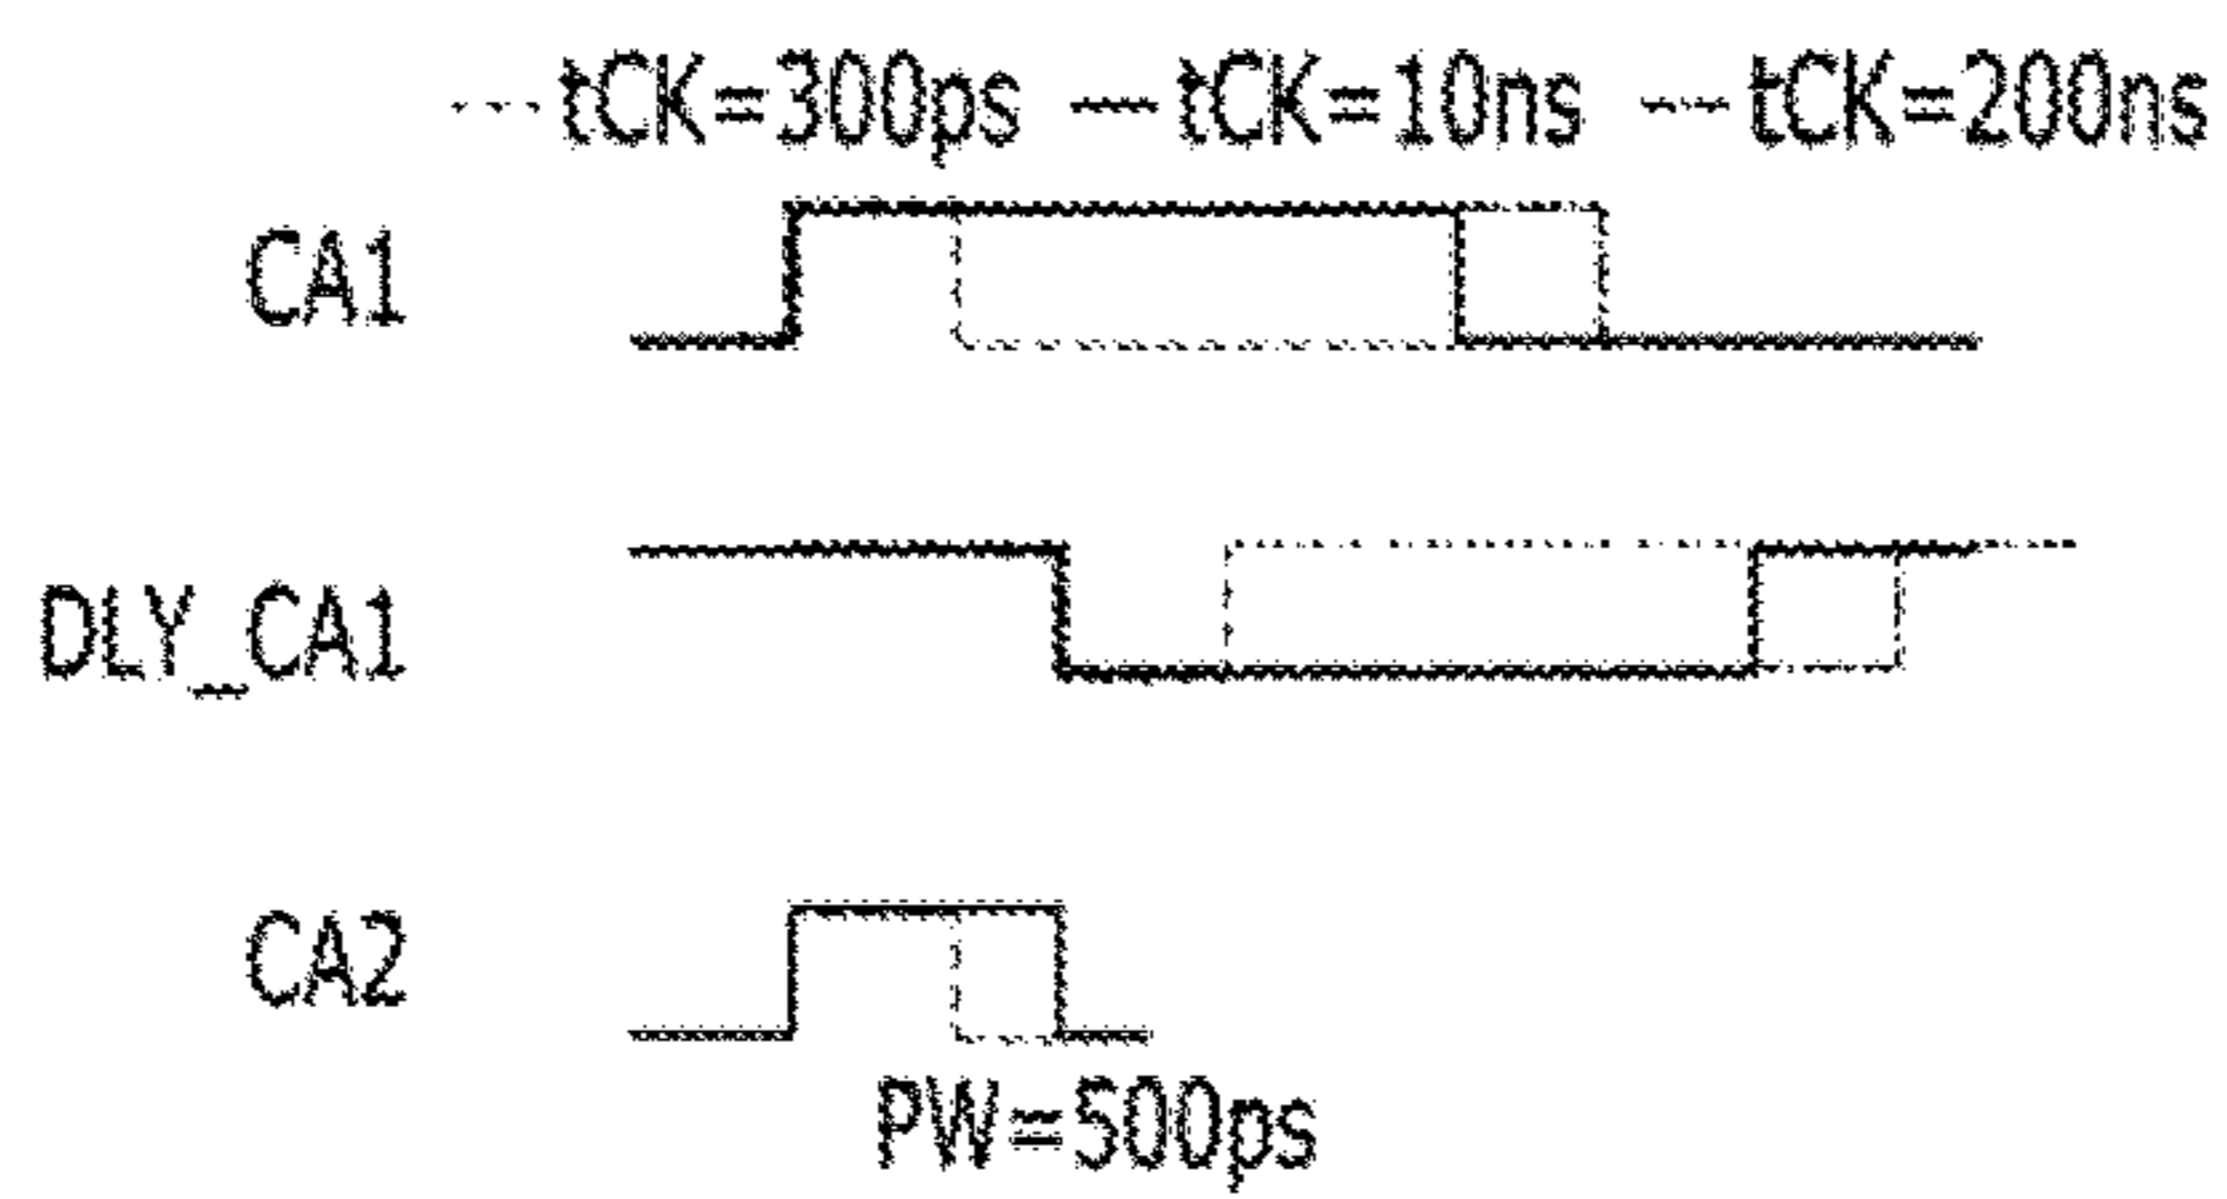 --- tCK=300ps --- tCK=10ns --- tCK=200ns
CA1
DLY_CA1
CA2
PW=500ps